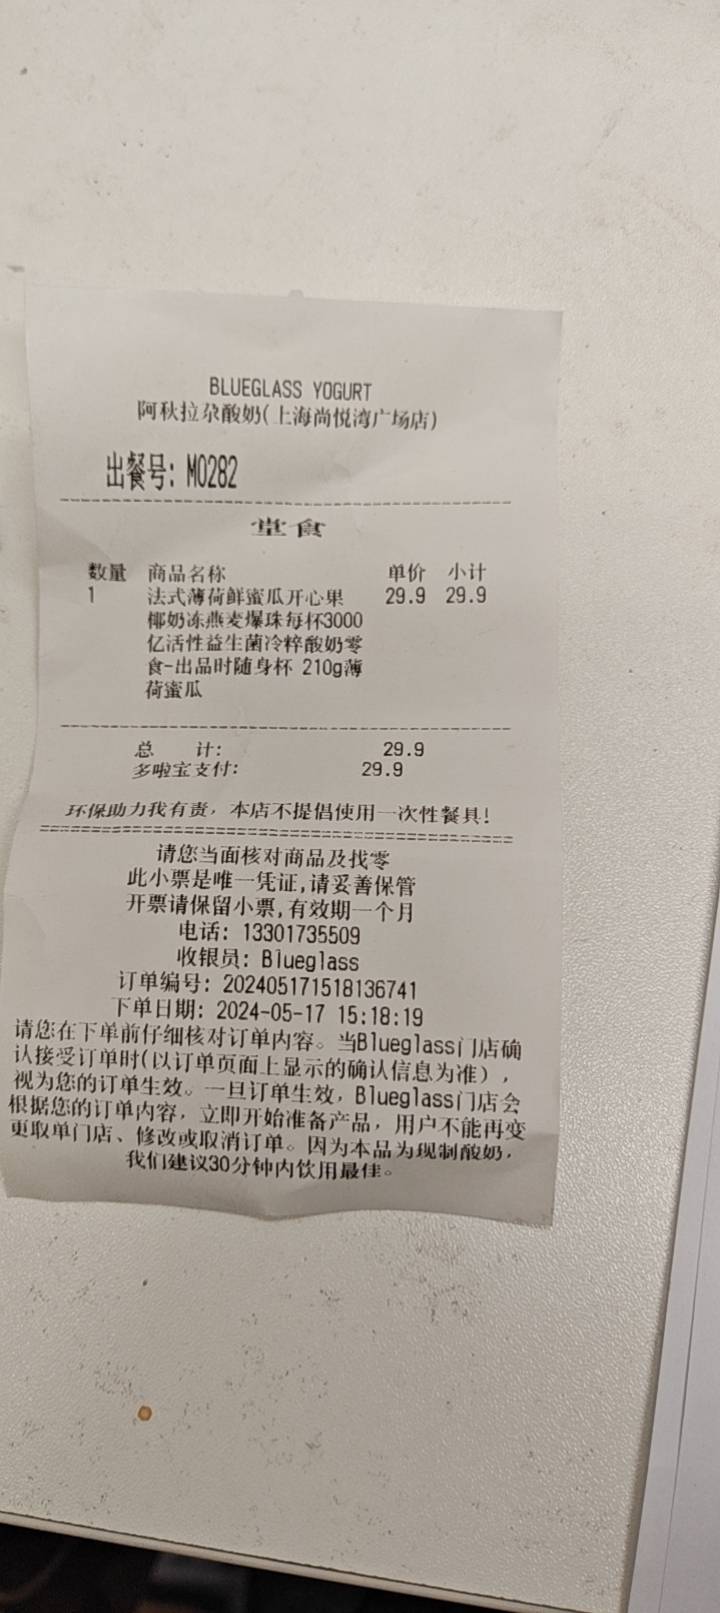 BLUEGLASS YOGURT
阿秋拉尕酸奶(上海尚悦湾广场店)
出餐号: M0282
堂食
数量 商品名称 单价 小计
1 法式薄荷鲜蜜瓜开心果 29.9 29.9
椰奶冻燕麦爆珠每杯3000
亿活性益生菌冷粹酸奶零
食-出品时随身杯 210g薄
荷蜜瓜
总 计: 29.9
多啦宝支付: 29.9
环保助力我有责，本店不提倡使用一次性餐具!
请您当面核对商品及找零
此小票是唯一凭证,请妥善保管
开票请保留小票,有效期一个月
电话: 13301735509
收银员: Blueglass
订单编号: 202405171518136741
下单日期: 2024-05-17 15:18:19
请您在下单前仔细核对订单内容。当Blueglass门店确
认接受订单时(以订单页面上显示的确认信息为准)，
视为您的订单生效。一旦订单生效，Blueglass门店会
根据您的订单内容，立即开始准备产品，用户不能再变
更取单门店、修改或取消订单。因为本品为现制酸奶，
我们建议30分钟内饮用最佳。